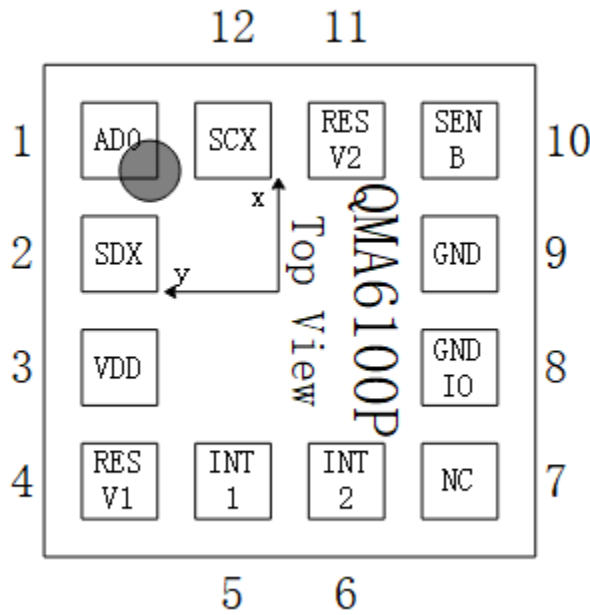 12 11
1 AD0 SCX RES SEN 10
V2 B
x
2 SDX GND 9
y
Top View
QMA6100P
3 VDD GND 8
IO
4 RES INT INT NC 7
V1 1 2
5 6